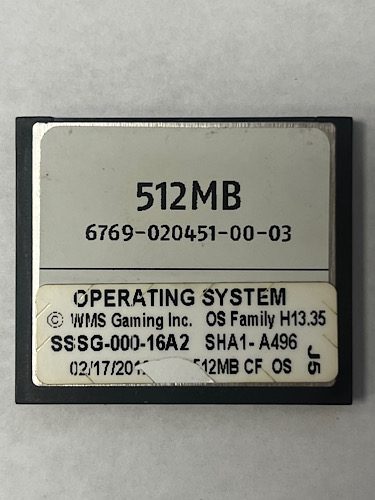 512MB
6769-020451-00-03
OPERATING SYSTEM
© WMS Gaming Inc. OS Family H13.35
SSSG-000-16A2 SHA1- A496
512MB CF OS
J5